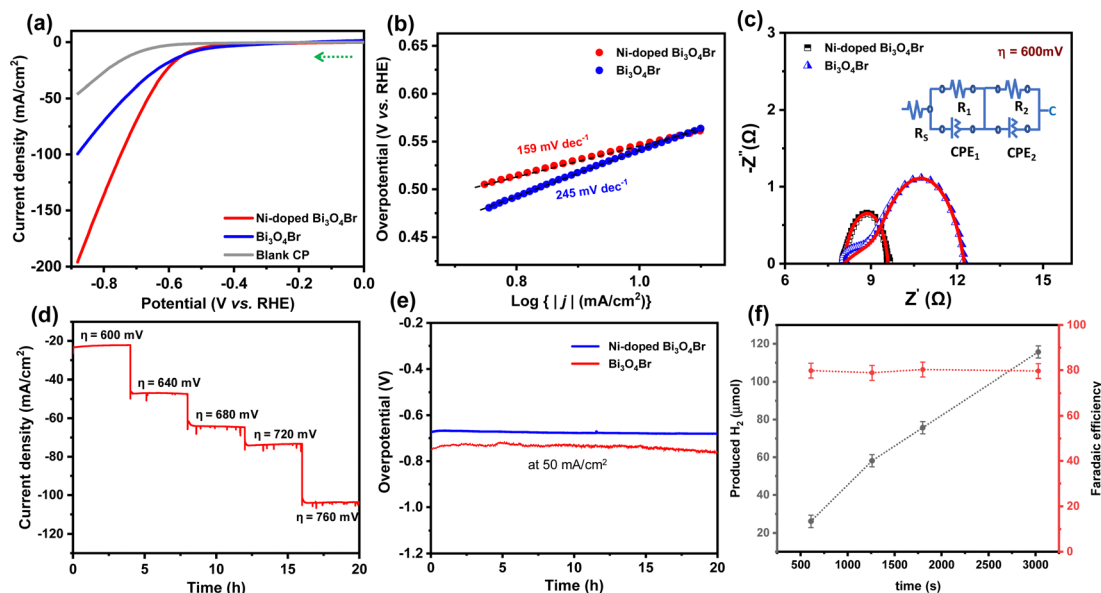 (a)
0
-50
-100
-150
-200
Current density (mA/cm²)
Ni-doped Bi₃O₄Br
Bi₃O₄Br
Blank CP
-0.8
-0.6
-0.4
-0.2
0.0
Potential (V vs. RHE)
(b)
0.65
0.60
0.55
0.50
0.45
Overpotential (V vs. RHE)
Ni-doped Bi₃O₄Br
Bi₃O₄Br
159 mV dec⁻¹
245 mV dec⁻¹
0.8
1.0
Log { | j | (mA/cm²)}
(c)
3
2
1
0
-Z"(Ω)
Ni-doped Bi₃O₄Br
Bi₃O₄Br
η = 600mV
R₁
R₂
Rₛ
C
CPE₁
CPE₂
6
9
12
15
Z' (Ω)
(d)
-20
-40
-60
-80
-100
-120
Current density (mA/cm²)
η = 600 mV
η = 640 mV
η = 680 mV
η = 720 mV
η = 760 mV
0
5
10
15
20
Time (h)
(e)
-0.2
-0.4
-0.6
-0.8
-1.0
-1.2
Overpotential (V)
Ni-doped Bi₃O₄Br
Bi₃O₄Br
at 50 mA/cm²
0
5
10
15
20
Time (h)
(f)
120
100
80
60
40
20
Produced H₂ (μmol)
100
80
60
40
20
0
Faradaic efficiency
500
1000
1500
2000
2500
3000
time (s)